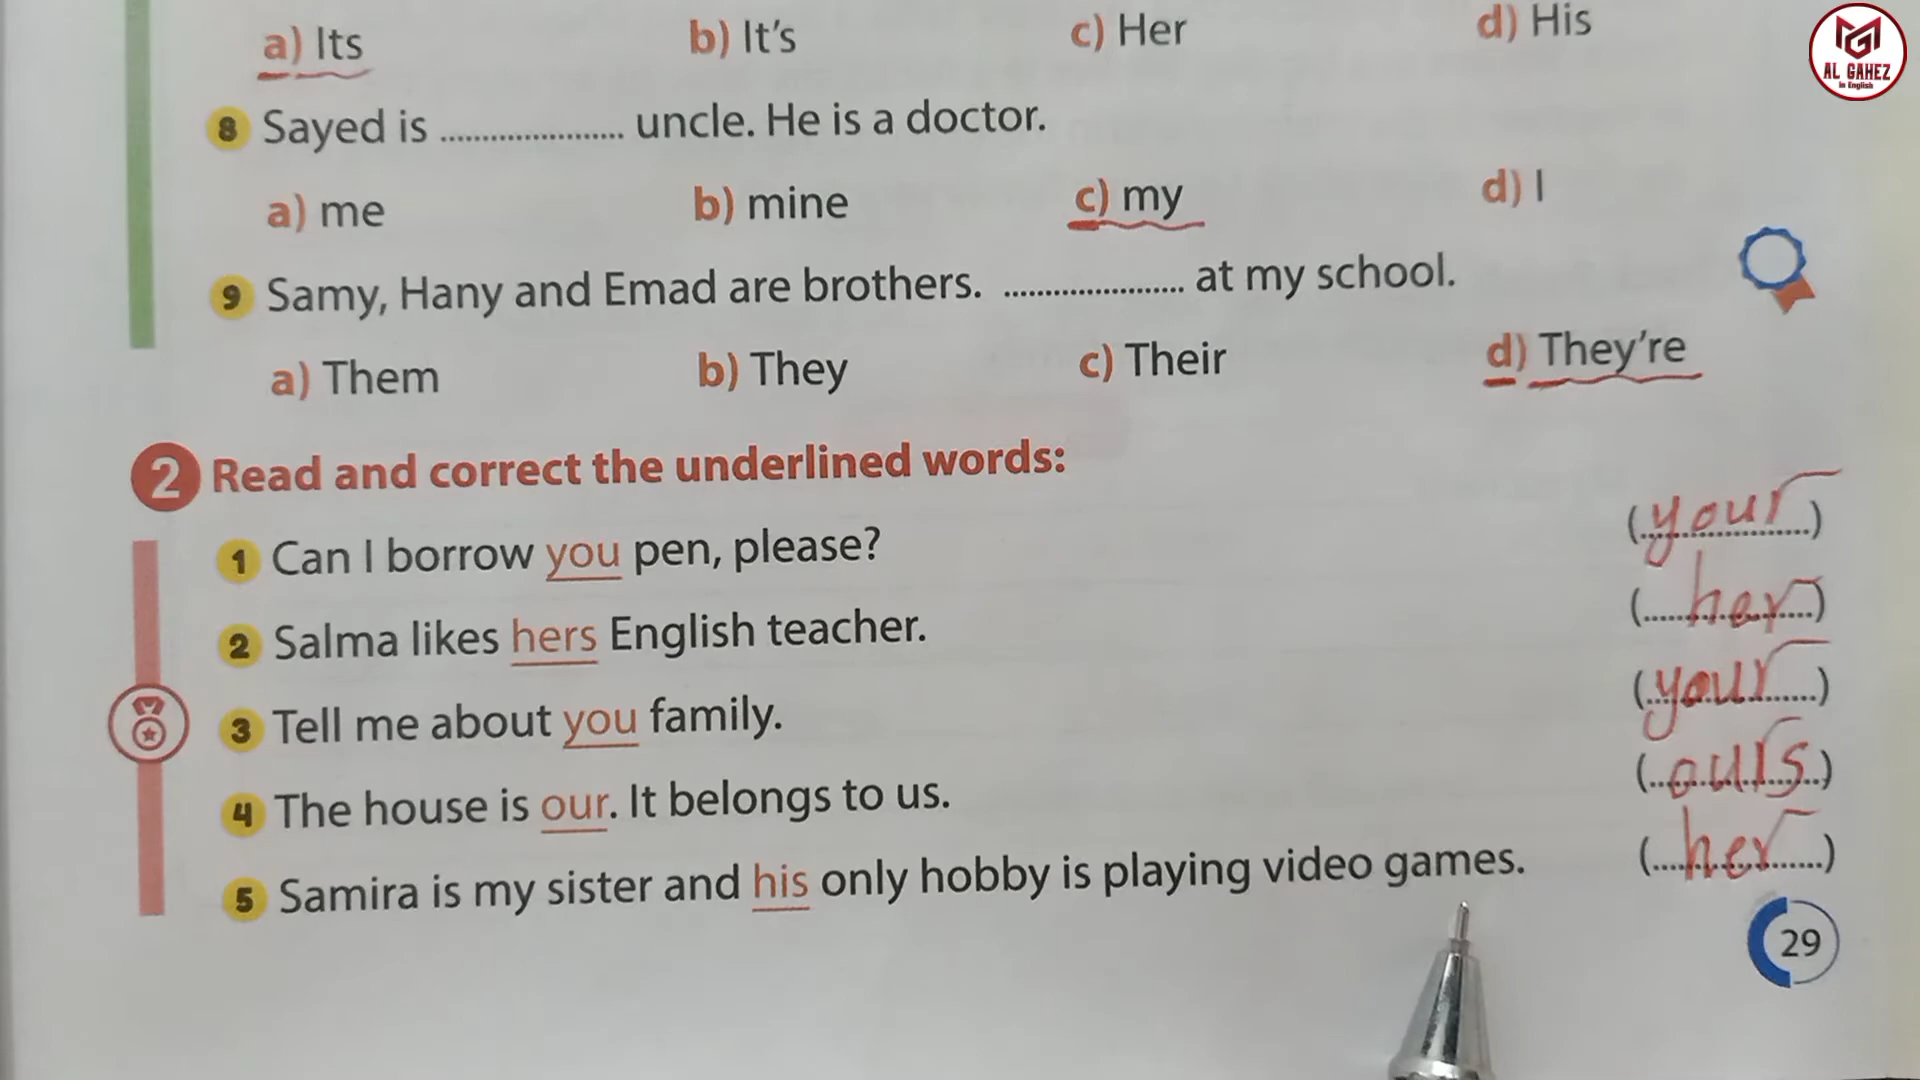 a) Its b) It's c) Her d) His
AL GAHEZ
in English
8 Sayed is ..................... uncle. He is a doctor.
a) me b) mine c) my d) I
9 Samy, Hany and Emad are brothers. ..................... at my school.
a) Them b) They c) Their d) They're
2 Read and correct the underlined words:
1 Can I borrow you pen, please? (your)
2 Salma likes hers English teacher. (her)
3 Tell me about you family. (your)
4 The house is our. It belongs to us. (ours)
5 Samira is my sister and his only hobby is playing video games. (her)
29